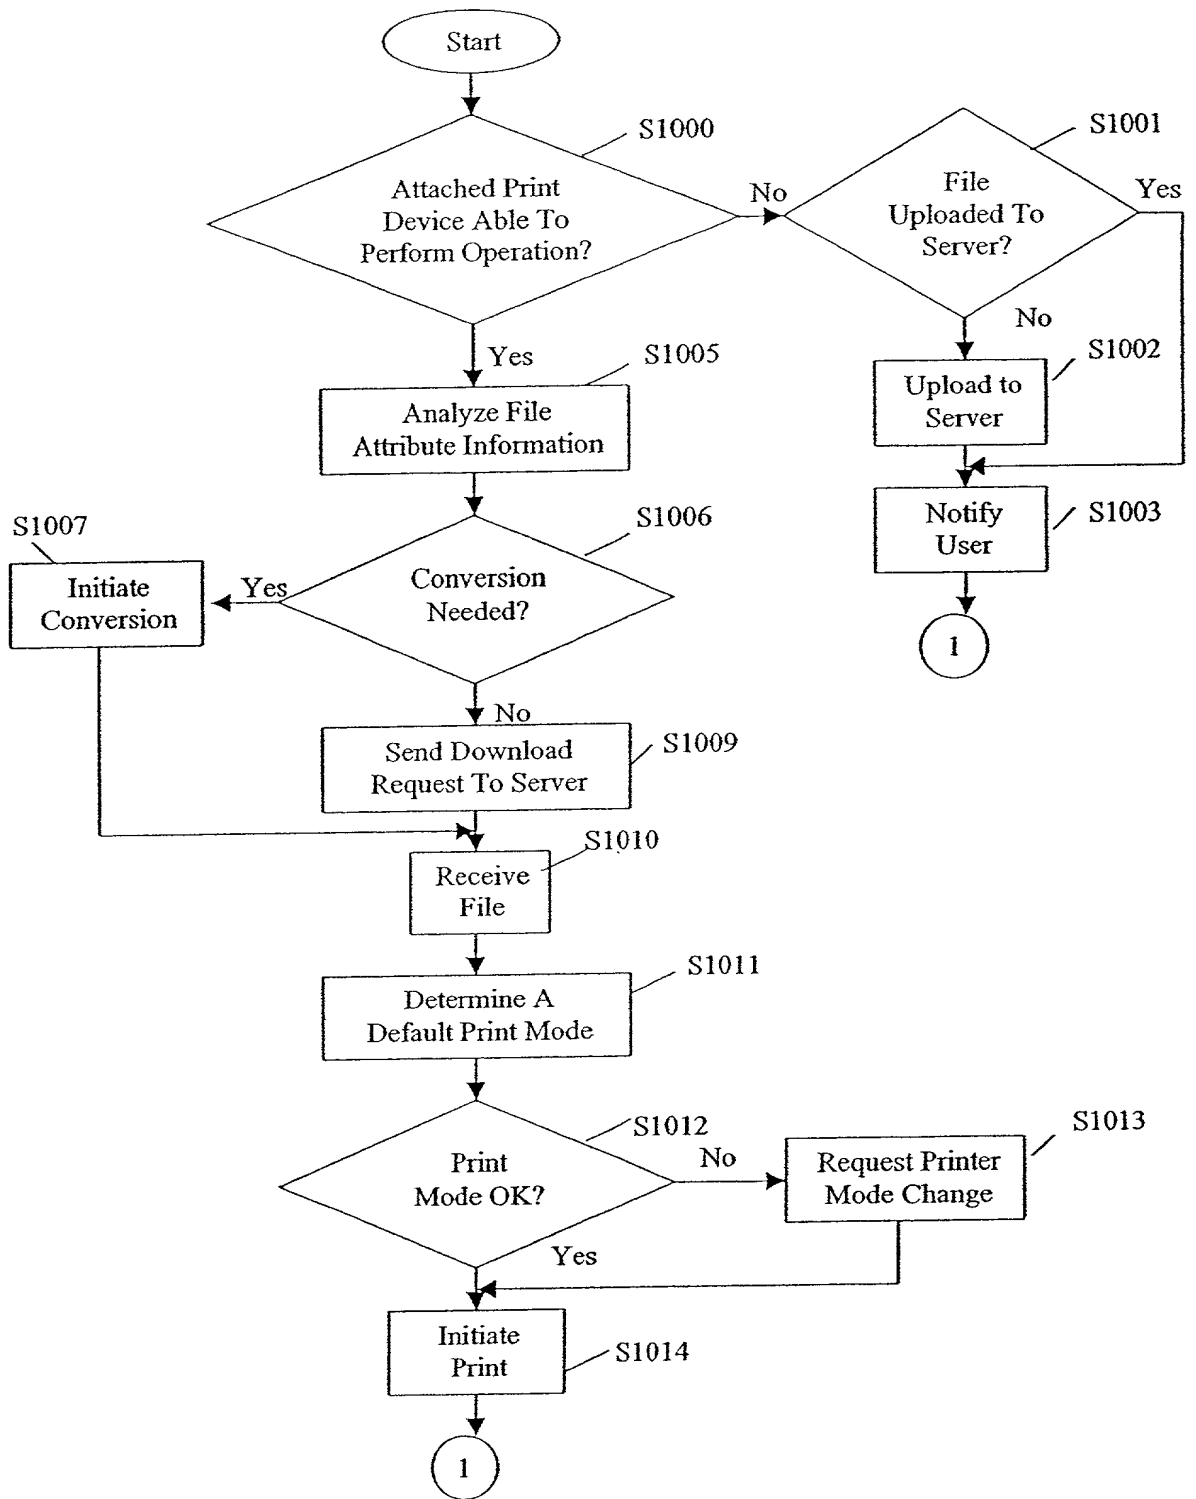 Start
S1000
Attached Print
Device Able To
Perform Operation?
No
S1001
File
Uploaded To
Server?
Yes
No
S1002
Upload to
Server
Notify
User
S1003
1
Yes
S1005
Analyze File
Attribute Information
S1006
Conversion
Needed?
Yes
S1007
Initiate
Conversion
No
Send Download
Request To Server
S1009
S1010
Receive
File
S1011
Determine A
Default Print Mode
S1012
Print
Mode OK?
No
S1013
Request Printer
Mode Change
Yes
Initiate
Print
S1014
1